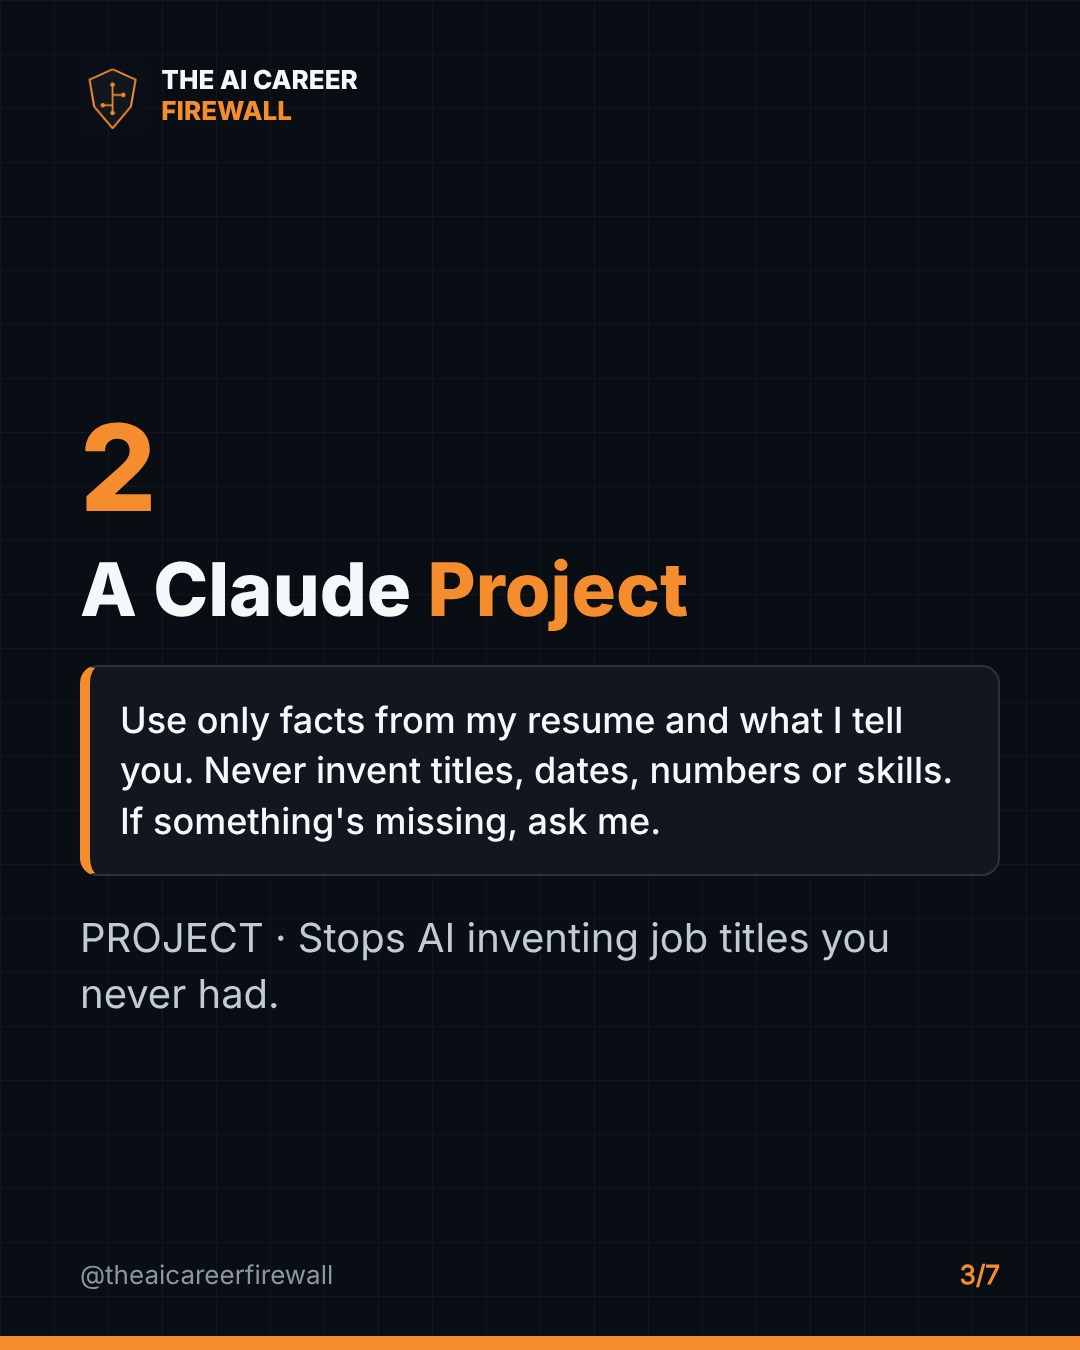 THE AI CAREER
FIREWALL
2
A Claude Project
Use only facts from my resume and what I tell
you. Never invent titles, dates, numbers or skills.
If something's missing, ask me.
PROJECT · Stops AI inventing job titles you
never had.
@theaicareerfirewall
3/7